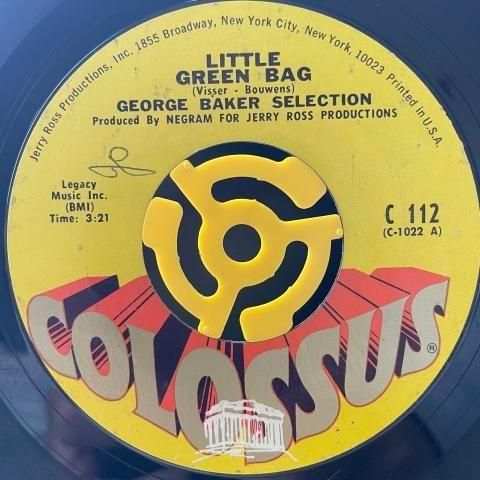 Jerry Ross Productions, Inc. 1855 Broadway, New York City, New York, 10023 Printed in U.S.A.
LITTLE
GREEN BAG
(Visser - Bouwens)
GEORGE BAKER SELECTION
Produced By NEGRAM FOR JERRY ROSS PRODUCTIONS
Legacy
Music Inc.
(BMI)
Time: 3:21
C 112
(C-1022 A)
COLOSSUS®